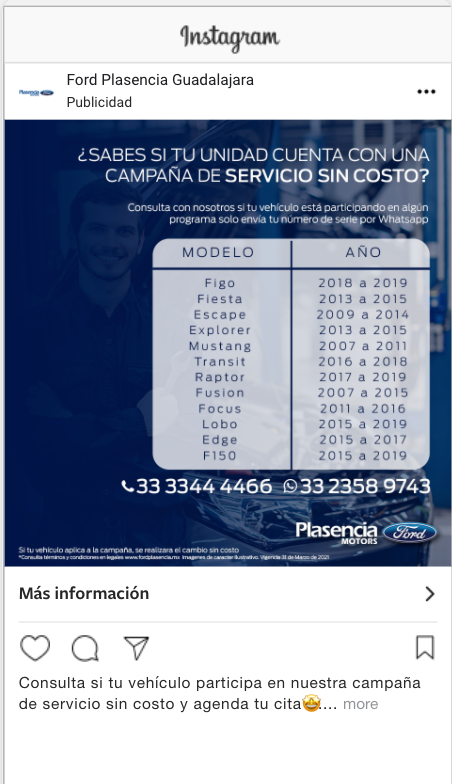 Instagram
Ford Plasencia Guadalajara
Publicidad
¿SABES SI TU UNIDAD CUENTA CON UNA
CAMPAÑA DE SERVICIO SIN COSTO?
Consulta con nosotros si tu vehículo está participando en algún
programa solo envía tu número de serie por Whatsapp
MODELO AÑO
Figo 2018 a 2019
Fiesta 2013 a 2015
Escape 2009 a 2014
Explorer 2013 a 2015
Mustang 2007 a 2011
Transit 2016 a 2018
Raptor 2017 a 2019
Fusion 2007 a 2015
Focus 2011 a 2016
Lobo 2015 a 2019
Edge 2015 a 2017
F150 2015 a 2019
33 3344 4466 33 2358 9743
Plasencia Ford
MOTORS
Si tu vehículo aplica a la campaña, se realizara el cambio sin costo
*Consulta términos y condiciones en legales www.fordplasencia.mx Imagenes de caracter ilustrativo. Vigencia 31 de Marzo de 2021
Más información
Consulta si tu vehículo participa en nuestra campaña
de servicio sin costo y agenda tu cita🤩.... more